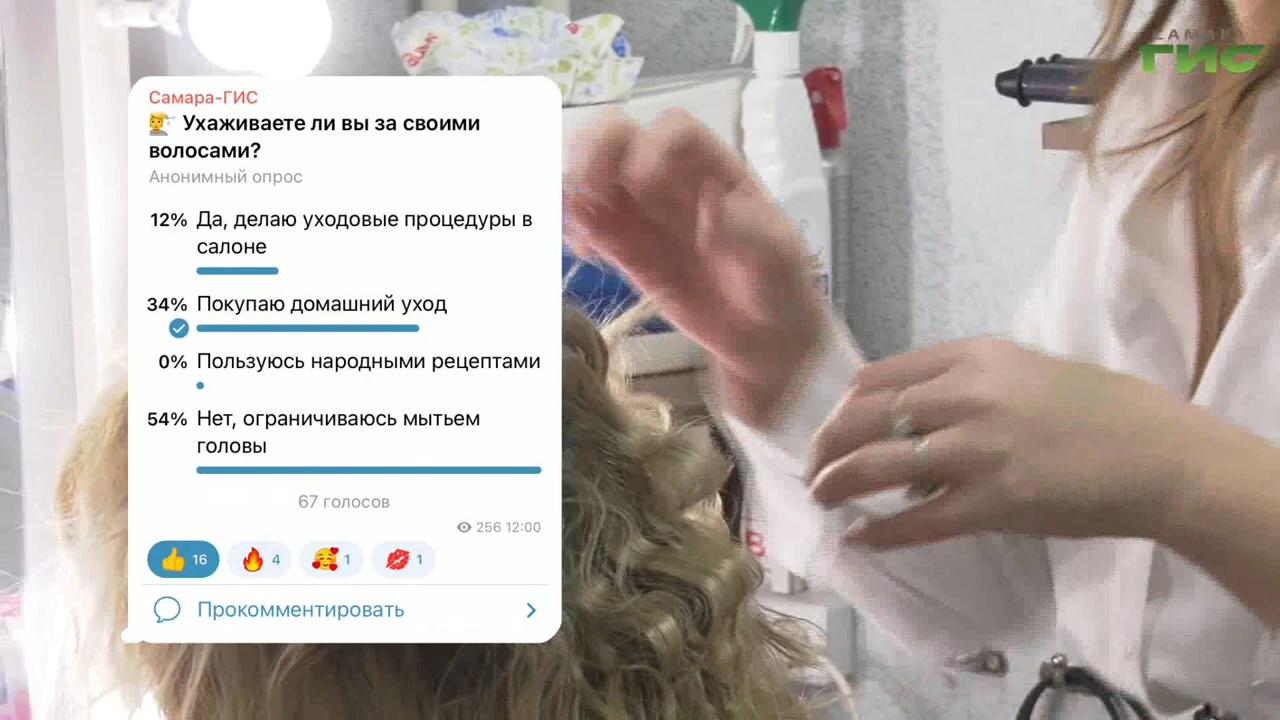 САМАРА
ГИС
Самара-ГИС
Ухаживаете ли вы за своими
волосами?
Анонимный опрос
12% Да, делаю уходовые процедуры в
салоне
34% Покупаю домашний уход
0% Пользуюсь народными рецептами
54% Нет, ограничиваюсь мытьем
головы
67 голосов
256 12:00
16 4 1 1
Прокомментировать